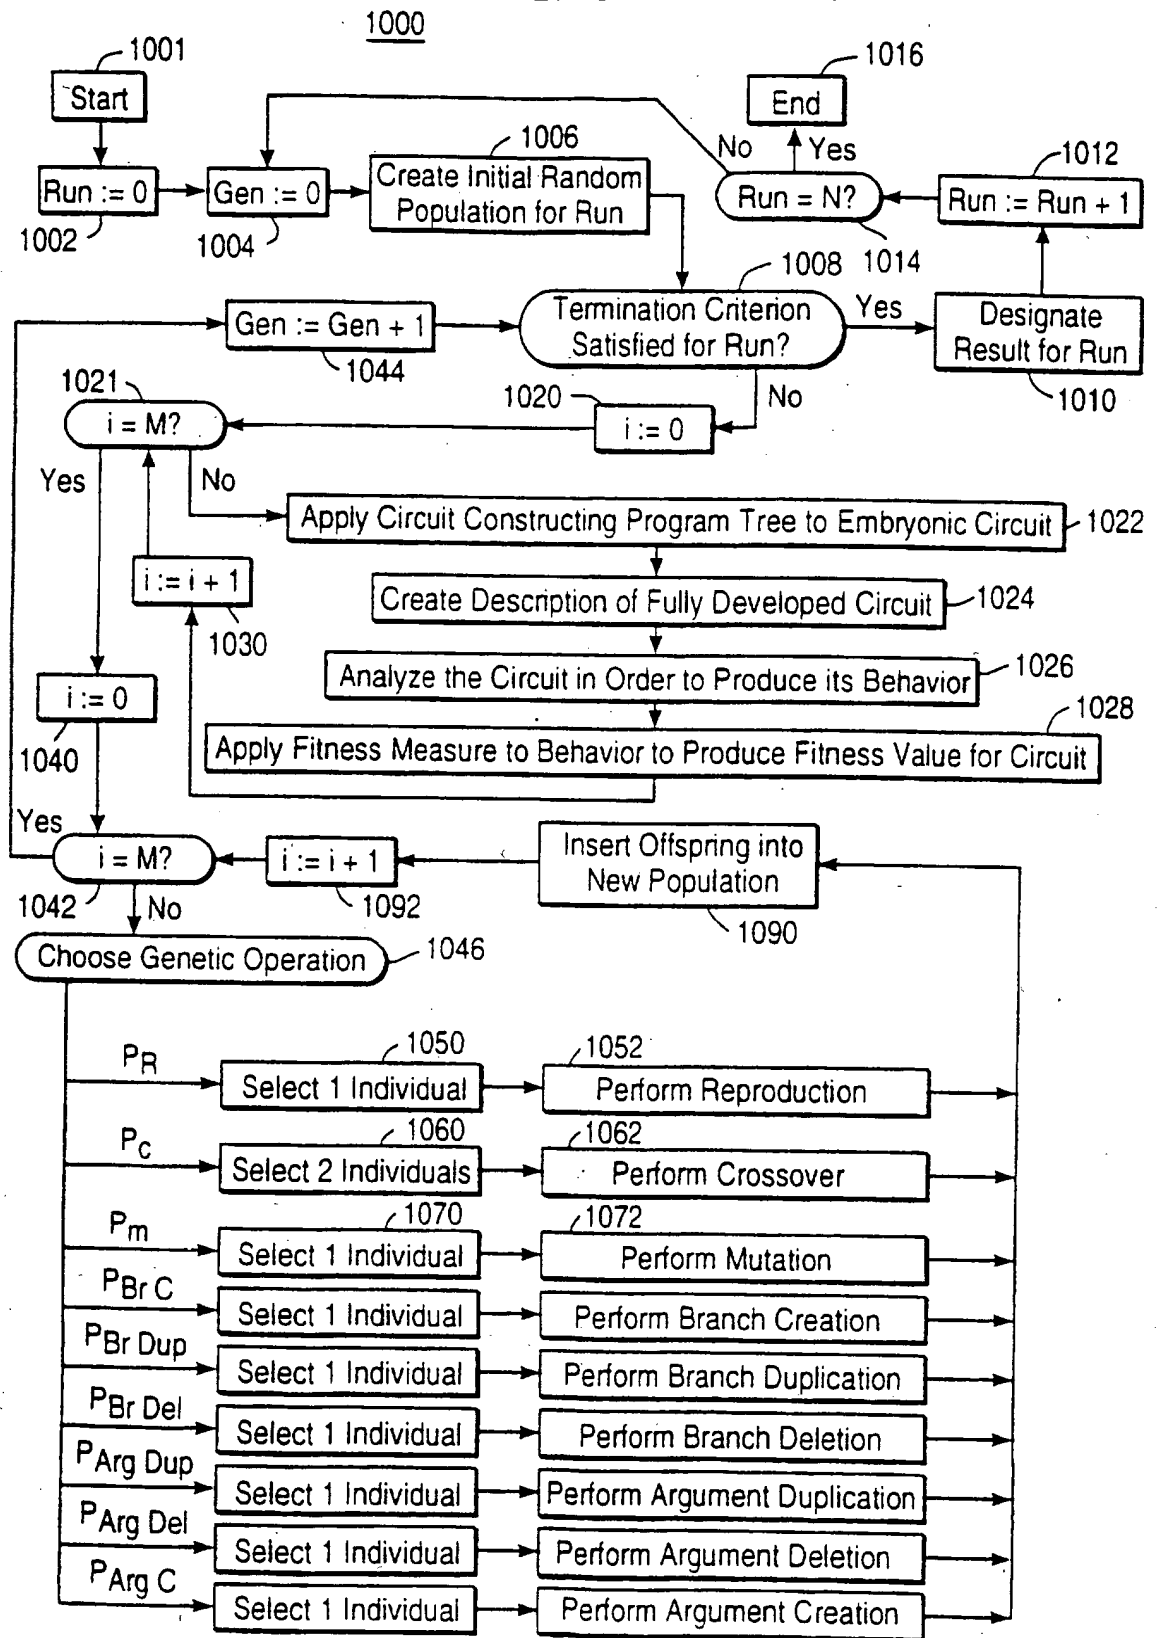 1000
1001
Start
1016
End
No
Yes
1006
1012
Run := 0
Gen := 0
Create Initial Random
Population for Run
Run = N?
Run := Run + 1
1002
1004
1014
1008
Gen := Gen + 1
Termination Criterion
Satisfied for Run?
Yes
Designate
Result for Run
1044
1010
1021
1020
No
i = M?
i := 0
Yes
No
Apply Circuit Constructing Program Tree to Embryonic Circuit
1022
i := i + 1
Create Description of Fully Developed Circuit
1024
1030
Analyze the Circuit in Order to Produce its Behavior
1026
i := 0
1028
1040
Apply Fitness Measure to Behavior to Produce Fitness Value for Circuit
Yes
i = M?
i := i + 1
Insert Offspring into
New Population
1042
No
1092
1090
Choose Genetic Operation
1046
1050
1052
PR
Select 1 Individual
Perform Reproduction
1060
1062
Pc
Select 2 Individuals
Perform Crossover
1070
1072
Pm
Select 1 Individual
Perform Mutation
PBr C
Select 1 Individual
Perform Branch Creation
PBr Dup
Select 1 Individual
Perform Branch Duplication
PBr Del
Select 1 Individual
Perform Branch Deletion
PArg Dup
Select 1 Individual
Perform Argument Duplication
PArg Del
Select 1 Individual
Perform Argument Deletion
PArg C
Select 1 Individual
Perform Argument Creation